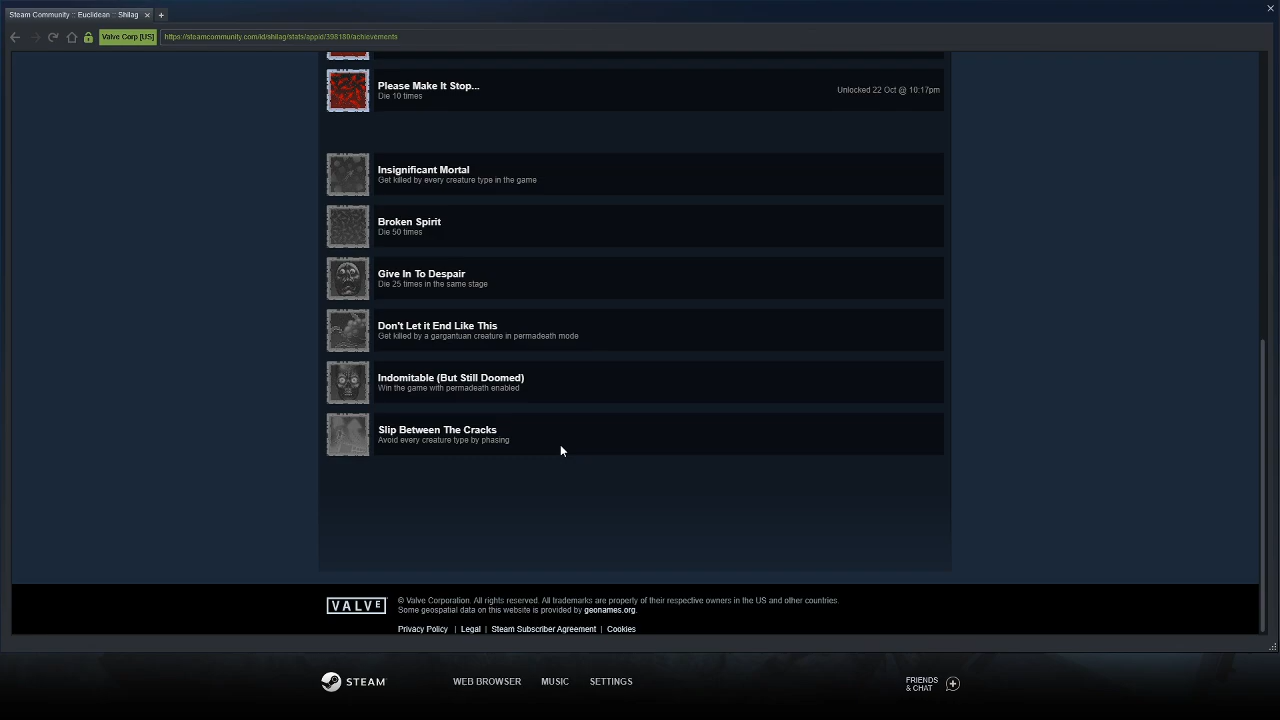 Steam Community :: Euclidean :: Shilag
Valve Corp [US]
https://steamcommunity.com/id/shilag/stats/appid/398180/achievements
Please Make It Stop...
Die 10 times
Unlocked 22 Oct @ 10:17pm
Insignificant Mortal
Get killed by every creature type in the game
Broken Spirit
Die 50 times
Give In To Despair
Die 25 times in the same stage
Don't Let it End Like This
Get killed by a gargantuan creature in permadeath mode
Indomitable (But Still Doomed)
Win the game with permadeath enabled
Slip Between The Cracks
Avoid every creature type by phasing
VALVE
© Valve Corporation. All rights reserved. All trademarks are property of their respective owners in the US and other countries.
Some geospatial data on this website is provided by geonames.org.
Privacy Policy | Legal | Steam Subscriber Agreement | Cookies
STEAM
WEB BROWSER
MUSIC
SETTINGS
FRIENDS
& CHAT